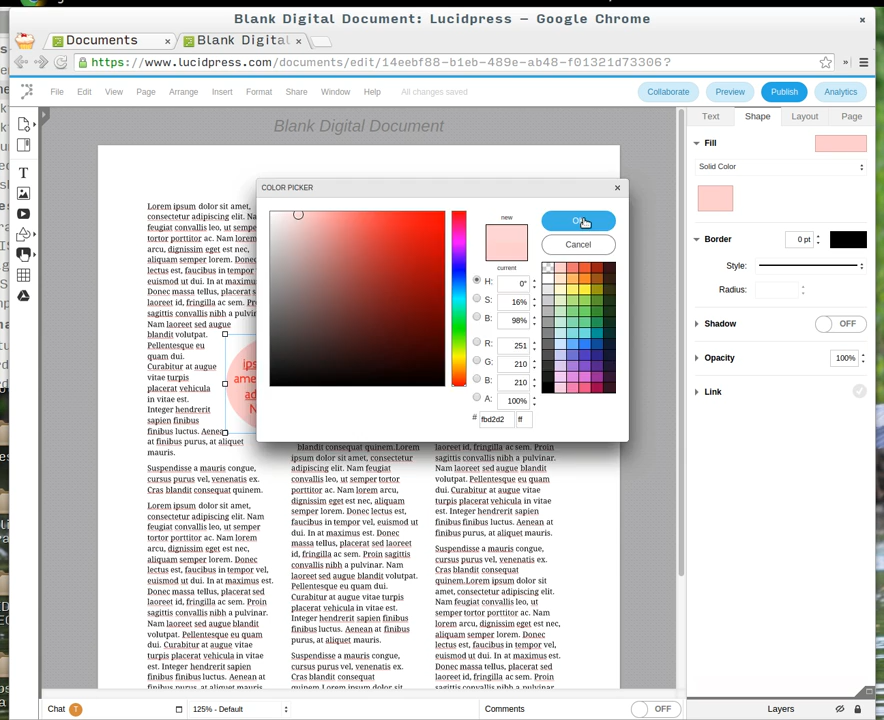 Blank Digital Document: Lucidpress – Google Chrome
Documents
Blank Digital
https://www.lucidpress.com/documents/edit/14eebf88-b1eb-489e-ab48-f01321d73306?
File Edit View Page Arrange Insert Format Share Window Help All changes saved
Collaborate Preview Publish Analytics
Blank Digital Document
Text Shape Layout Page
Fill
Solid Color
Border
0 pt
Style:
Radius:
Shadow
OFF
Opacity
100%
Link
COLOR PICKER
new
current
Cancel
H: 0°
S: 16%
B: 98%
R: 251
G: 210
B: 210
A: 100%
# fbd2d2 ff
Lorem ipsum dolor sit amet,
consectetur adipiscing elit. Nam
feugiat convallis leo, ut semper
tortor porttitor ac. Nam lorem
arcu, dignissim eget est nec,
aliquam semper lorem. Donec
lectus est, faucibus in tempor vel,
euismod ut dui. In at maximus est.
Donec massa tellus, placerat sed
laoreet id, fringilla ac sem. Proin
sagittis convallis nibh a pulvinar.
Nam laoreet sed augue
blandit volutpat.
Pellentesque eu
quam dui.
Curabitur at augue
vitae turpis
placerat vehicula
in vitae est.
Integer hendrerit
sapien finibus
finibus luctus. Aenean
at finibus purus, at aliquet
mauris.
Suspendisse a mauris congue,
cursus purus vel, venenatis ex.
Cras blandit consequat quinem.
Lorem ipsum dolor sit amet,
consectetur adipiscing elit. Nam
feugiat convallis leo, ut semper
tortor porttitor ac. Nam lorem
arcu, dignissim eget est nec,
aliquam semper lorem. Donec
lectus est, faucibus in tempor vel,
euismod ut dui. In at maximus est.
Donec massa tellus, placerat sed
laoreet id, fringilla ac sem. Proin
sagittis convallis nibh a pulvinar.
Nam laoreet sed augue blandit
volutpat. Pellentesque eu quam
dui. Curabitur at augue vitae
turpis placerat vehicula in vitae
est. Integer hendrerit sapien
finibus finibus luctus. Aenean at
finibus purus, at aliquet mauris.
Suspendisse a mauris congue,
blandit consequat quinem.Lorem
ipsum dolor sit amet, consectetur
adipiscing elit. Nam feugiat
convallis leo, ut semper tortor
porttitor ac. Nam lorem arcu,
dignissim eget est nec, aliquam
semper lorem. Donec lectus est,
faucibus in tempor vel, euismod ut
dui. In at maximus est. Donec
massa tellus, placerat sed laoreet
id, fringilla ac sem. Proin sagittis
convallis nibh a pulvinar. Nam
laoreet sed augue blandit volutpat.
Pellentesque eu quam dui.
Curabitur at augue vitae turpis
placerat vehicula in vitae est.
Integer hendrerit sapien finibus
finibus luctus. Aenean at finibus
purus, at aliquet mauris.
Suspendisse a mauris congue,
cursus purus vel, venenatis ex. Cras
blandit consequat quinem.Lorem
ipsum dolor sit amet, consectetur
laoreet sed augue blandit volutpat.
Pellentesque eu quam dui.
Curabitur at augue vitae turpis
placerat vehicula in vitae est.
Integer hendrerit sapien finibus
finibus luctus. Aenean at finibus
purus, at aliquet mauris.
Suspendisse a mauris congue,
cursus purus vel, venenatis ex.
Cras blandit consequat
quinem.Lorem ipsum dolor sit
amet, consectetur adipiscing elit.
Nam feugiat convallis leo, ut
semper tortor porttitor ac. Nam
lorem arcu, dignissim eget est nec,
aliquam semper lorem. Donec
lectus est, faucibus in tempor vel,
euismod ut dui. In at maximus est.
Donec massa tellus, placerat sed
laoreet id, fringilla ac sem. Proin
Chat T
125% - Default
Comments
OFF
Layers